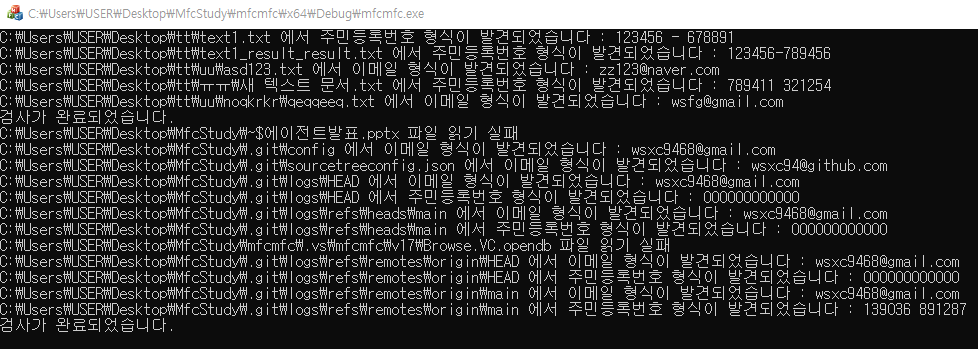 C:\Users\USER\Desktop\MfcStudy\mfcmfc\x64\Debug\mfcmfc.exe
C:\Users\USER\Desktop\tt\text1.txt 에서 주민등록번호 형식이 발견되었습니다 : 123456 - 678891
C:\Users\USER\Desktop\tt\text1_result_result.txt 에서 주민등록번호 형식이 발견되었습니다 : 123456-789456
C:\Users\USER\Desktop\tt\uu\asd123.txt 에서 이메일 형식이 발견되었습니다 : zz123@naver.com
C:\Users\USER\Desktop\tt\ㅠㅠ\새 텍스트 문서.txt 에서 주민등록번호 형식이 발견되었습니다 : 789411 321254
C:\Users\USER\Desktop\tt\uu\noqkrkr\qeqqeeq.txt 에서 이메일 형식이 발견되었습니다 : wsfg@gmail.com
검사가 완료되었습니다.
C:\Users\USER\Desktop\MfcStudy\~$에이전트발표.pptx 파일 읽기 실패
C:\Users\USER\Desktop\MfcStudy\.git\config 에서 이메일 형식이 발견되었습니다 : wsxc9468@gmail.com
C:\Users\USER\Desktop\MfcStudy\.git\sourcetreeconfig.json 에서 이메일 형식이 발견되었습니다 : wsxc94@github.com
C:\Users\USER\Desktop\MfcStudy\.git\logs\HEAD 에서 이메일 형식이 발견되었습니다 : wsxc9468@gmail.com
C:\Users\USER\Desktop\MfcStudy\.git\logs\HEAD 에서 주민등록번호 형식이 발견되었습니다 : 000000000000
C:\Users\USER\Desktop\MfcStudy\.git\logs\refs\heads\main 에서 이메일 형식이 발견되었습니다 : wsxc9468@gmail.com
C:\Users\USER\Desktop\MfcStudy\.git\logs\refs\heads\main 에서 주민등록번호 형식이 발견되었습니다 : 000000000000
C:\Users\USER\Desktop\MfcStudy\mfcmfc\.vs\mfcmfc\v17\Browse.VC.opendb 파일 읽기 실패
C:\Users\USER\Desktop\MfcStudy\.git\logs\refs\remotes\origin\HEAD 에서 이메일 형식이 발견되었습니다 : wsxc9468@gmail.com
C:\Users\USER\Desktop\MfcStudy\.git\logs\refs\remotes\origin\HEAD 에서 주민등록번호 형식이 발견되었습니다 : 000000000000
C:\Users\USER\Desktop\MfcStudy\.git\logs\refs\remotes\origin\main 에서 이메일 형식이 발견되었습니다 : wsxc9468@gmail.com
C:\Users\USER\Desktop\MfcStudy\.git\logs\refs\remotes\origin\main 에서 주민등록번호 형식이 발견되었습니다 : 139036 891287
검사가 완료되었습니다.